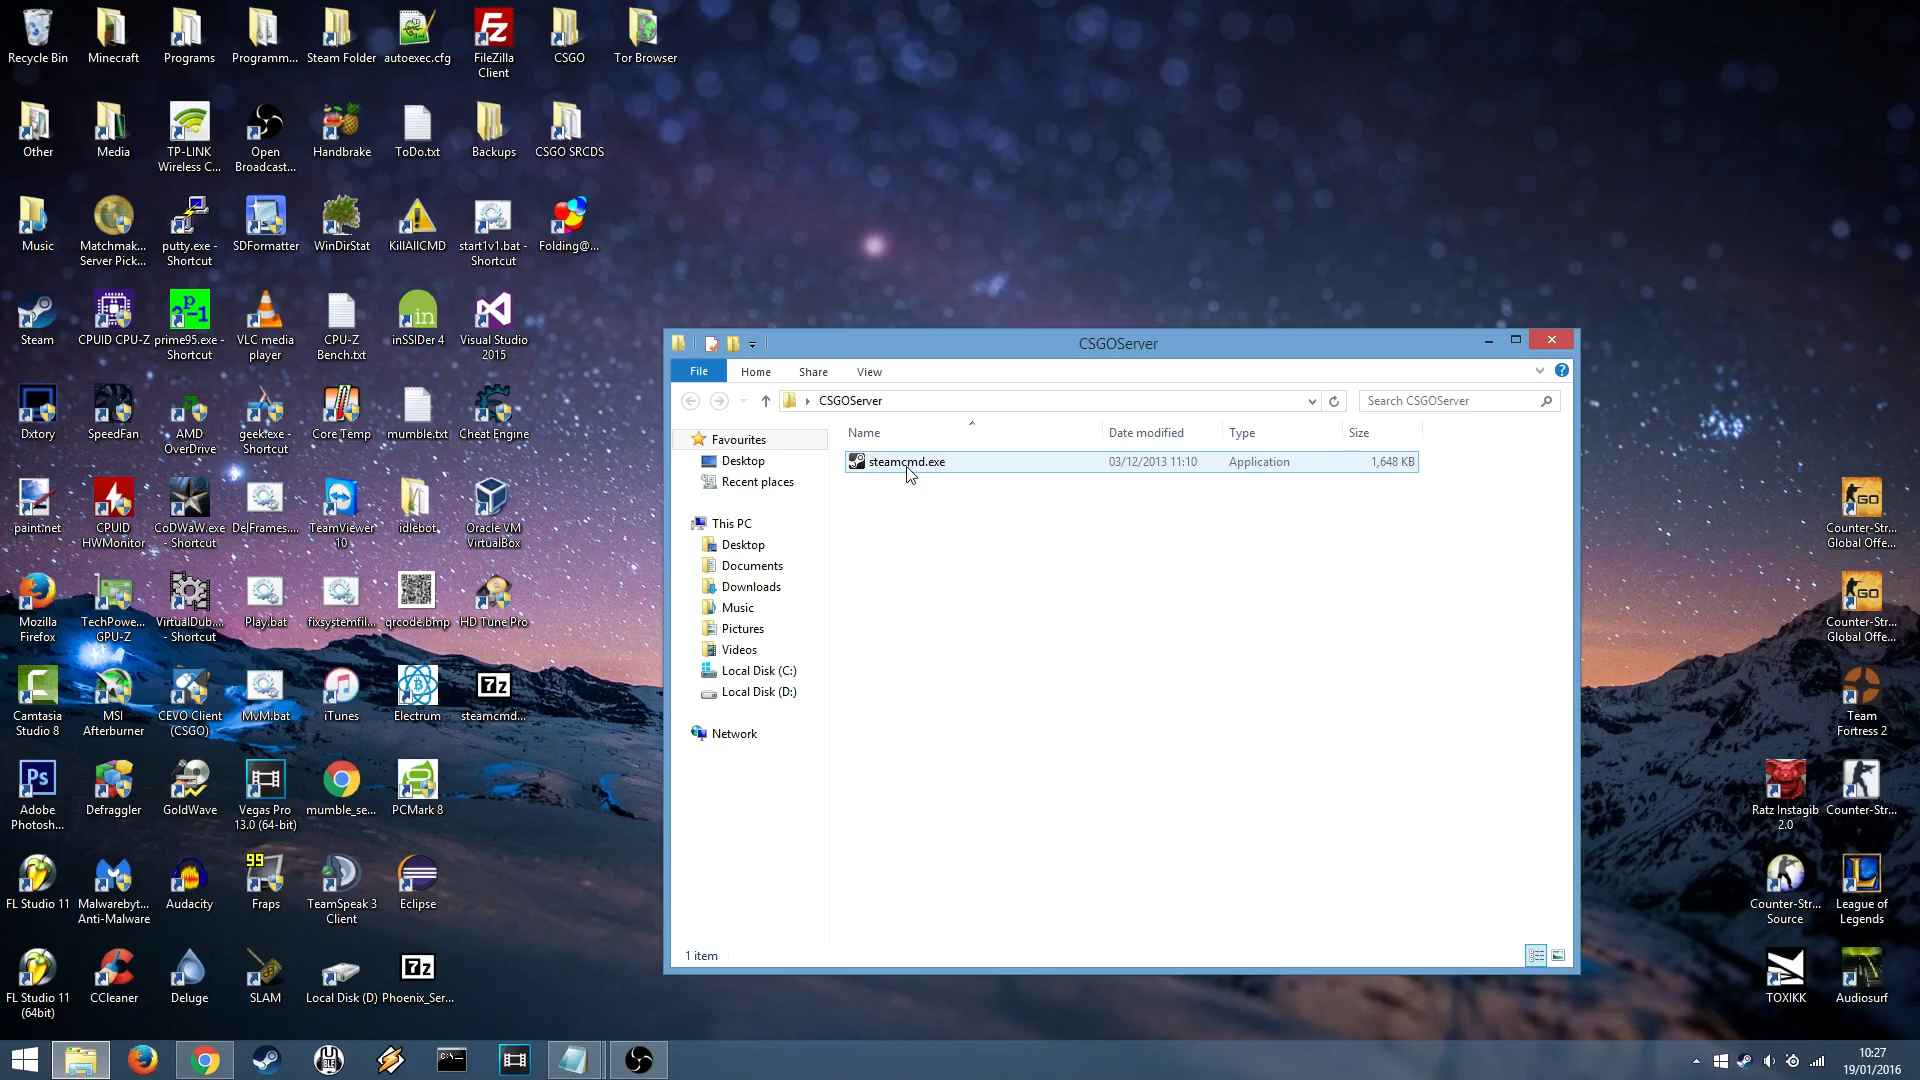 Recycle Bin
Minecraft
Programs
Programm...
Steam Folder
autoexec.cfg
FileZilla
Client
CSGO
Tor Browser
Other
Media
TP-LINK
Wireless C...
Open
Broadcast...
Handbrake
ToDo.txt
Backups
CSGO SRCDS
Music
Matchmak...
Server Pick...
putty.exe -
Shortcut
SDFormatter
WinDirStat
KillAllCMD
start1v1.bat -
Shortcut
Folding@...
Steam
CPUID CPU-Z
prime95.exe -
Shortcut
VLC media
player
CPU-Z
Bench.txt
inSSIDer 4
Visual Studio
2015
Dxtory
SpeedFan
AMD
OverDrive
geek.exe -
Shortcut
Core Temp
mumble.txt
Cheat Engine
paint.net
CPUID
HWMonitor
CoDWaW.exe
- Shortcut
DelFrames....
TeamViewer
10
idlebot
Oracle VM
VirtualBox
Mozilla
Firefox
TechPowe...
GPU-Z
VirtualDub...
- Shortcut
Play.bat
fixsystemfil...
qrcode.bmp
HD Tune Pro
Camtasia
Studio 8
MSI
Afterburner
CEVO Client
(CSGO)
MvM.bat
iTunes
Electrum
7z
steamcmd...
Ps
Adobe
Photosh...
Defraggler
GoldWave
Vegas Pro
13.0 (64-bit)
mumble_se...
PCMark 8
FL Studio 11
Malwarebyt...
Anti-Malware
Audacity
99
Fraps
TeamSpeak 3
Client
Eclipse
FL Studio 11
(64bit)
CCleaner
Deluge
SLAM
Local Disk (D)
7z
Phoenix_Ser...
CSGOServer
File
Home
Share
View
CSGOServer
Search CSGOServer
Name
Date modified
Type
Size
steamcmd.exe
03/12/2013 11:10
Application
1,648 KB
Favourites
Desktop
Recent places
This PC
Desktop
Documents
Downloads
Music
Pictures
Videos
Local Disk (C:)
Local Disk (D:)
Network
1 item
GO
Counter-Str...
Global Offe...
GO
Counter-Str...
Global Offe...
Team
Fortress 2
Ratz Instagib
2.0
Counter-Str...
Counter-Str...
Source
League of
Legends
TOXIKK
Audiosurf
10:27
19/01/2016